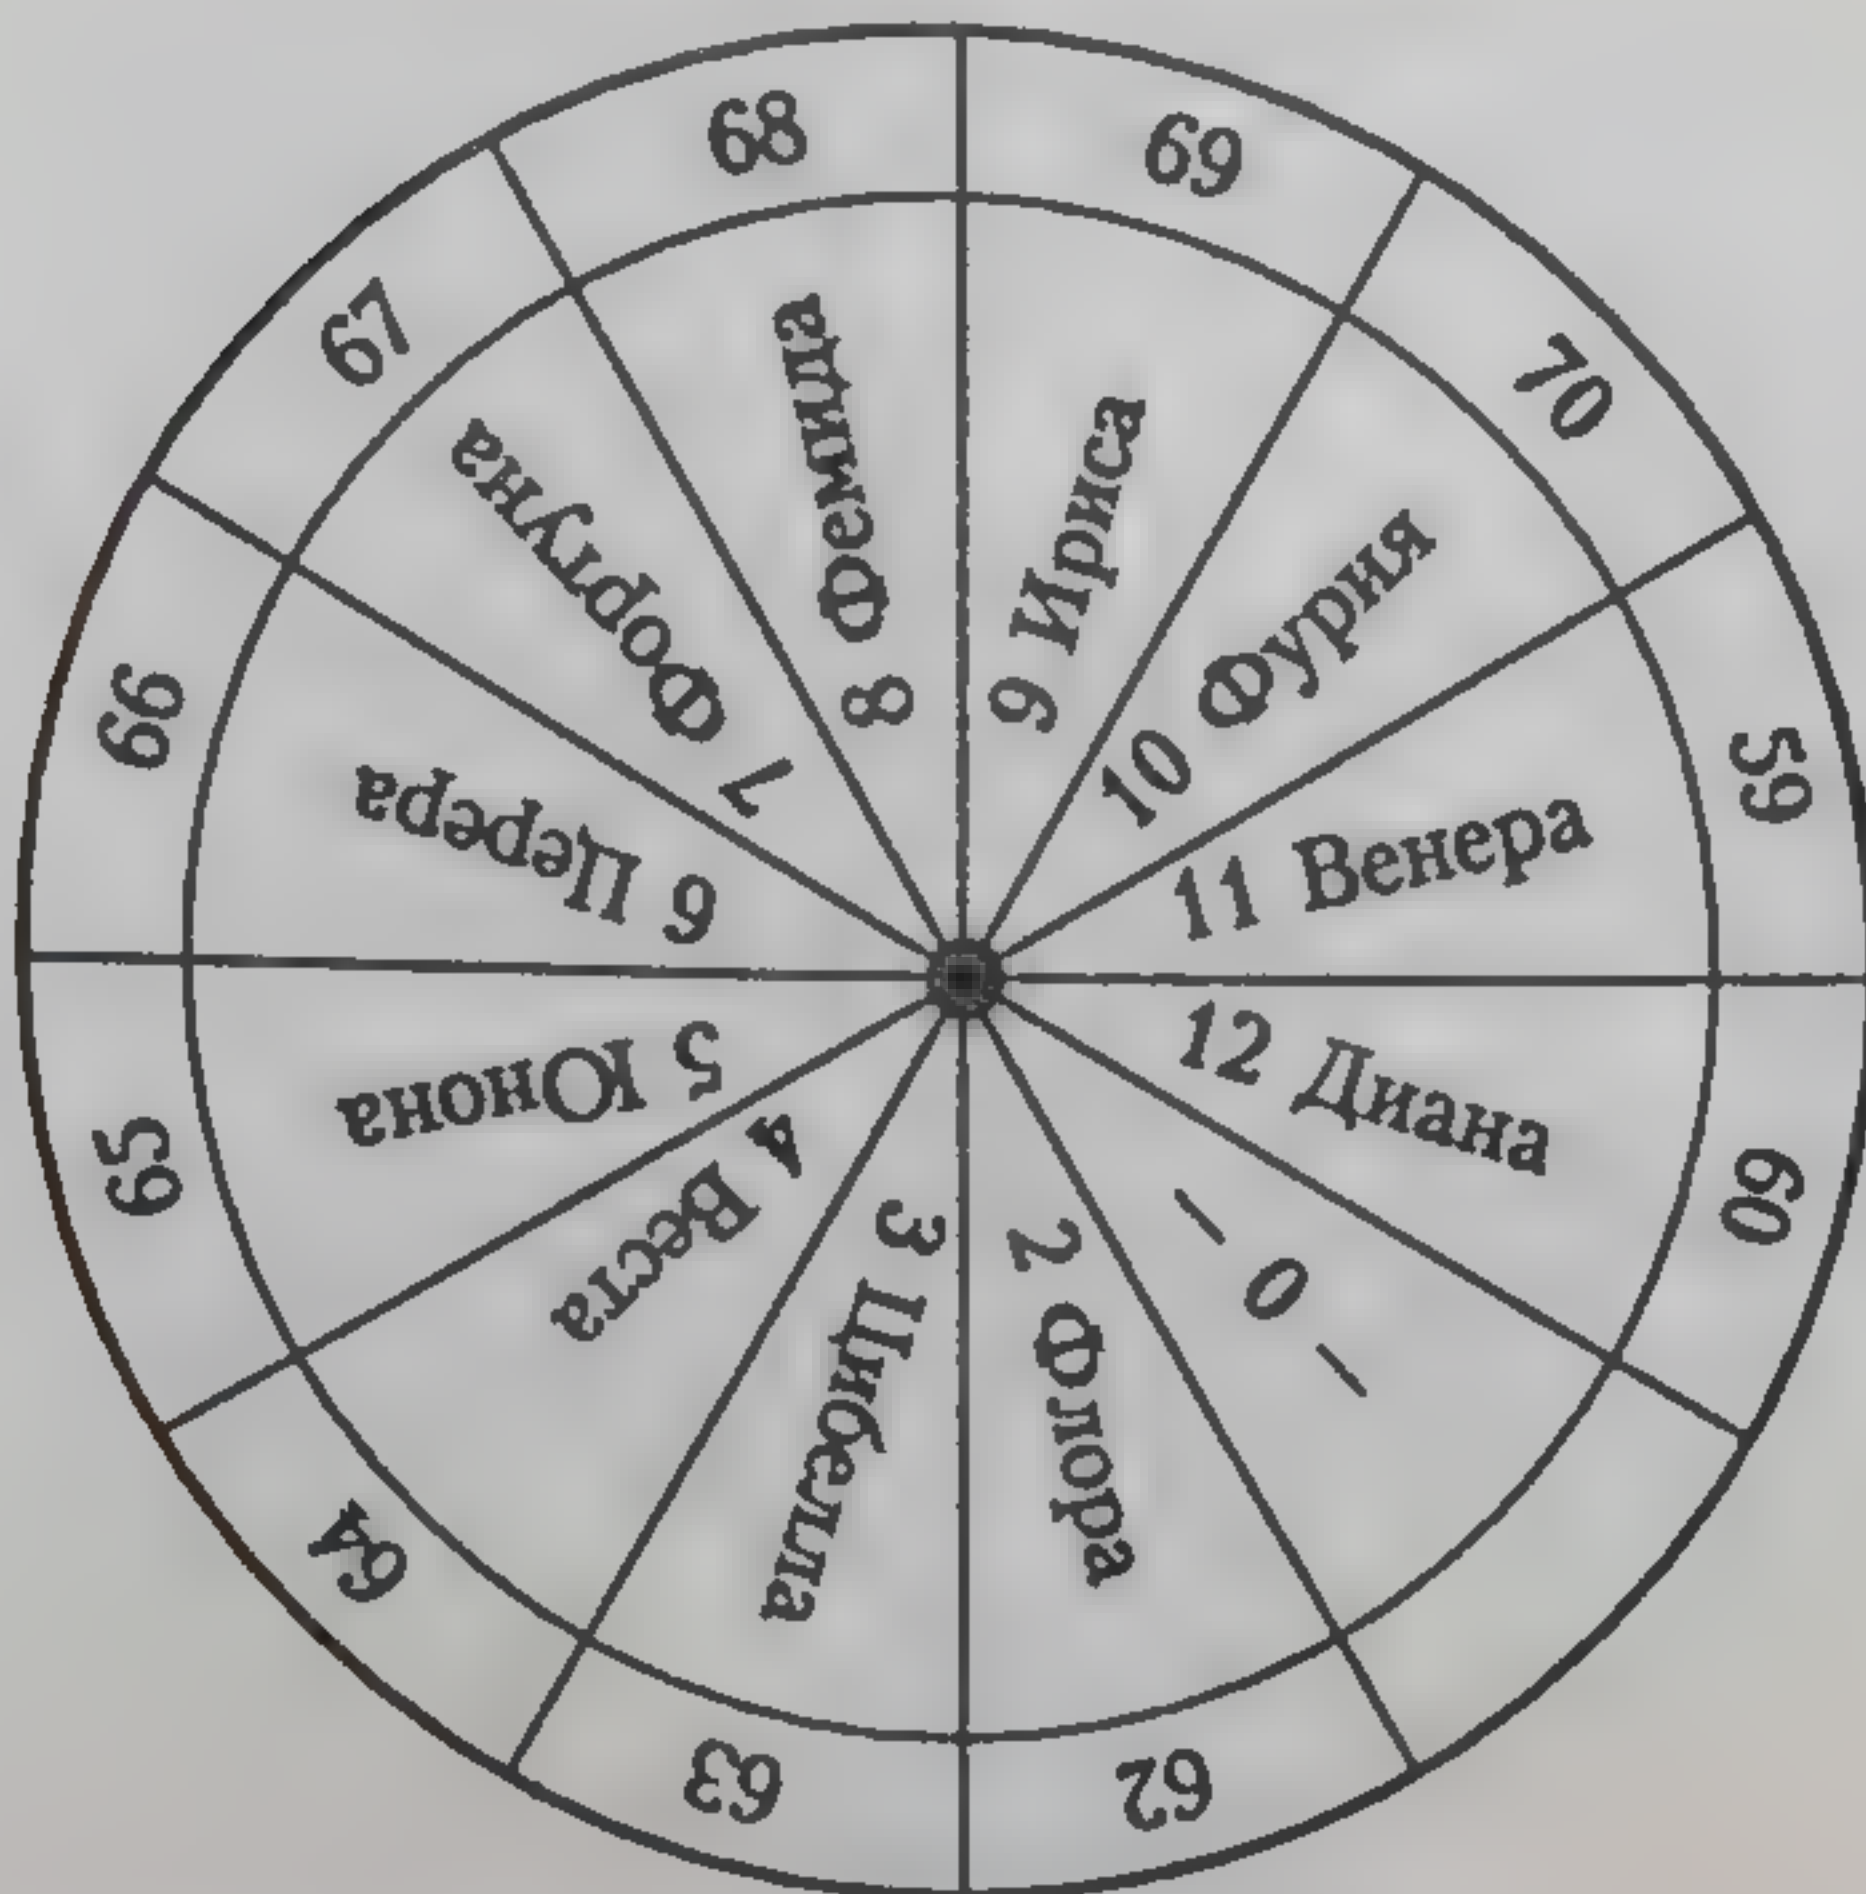 68
69
70
59
60
62
63
64
65
66
67
8 Фемида
9 Ириса
10 Фурия
11 Венера
12 Диана
– 0 –
2 Флора
3 Цибелла
4 Веста
5 Юнона
6 Церера
7 Фортуна